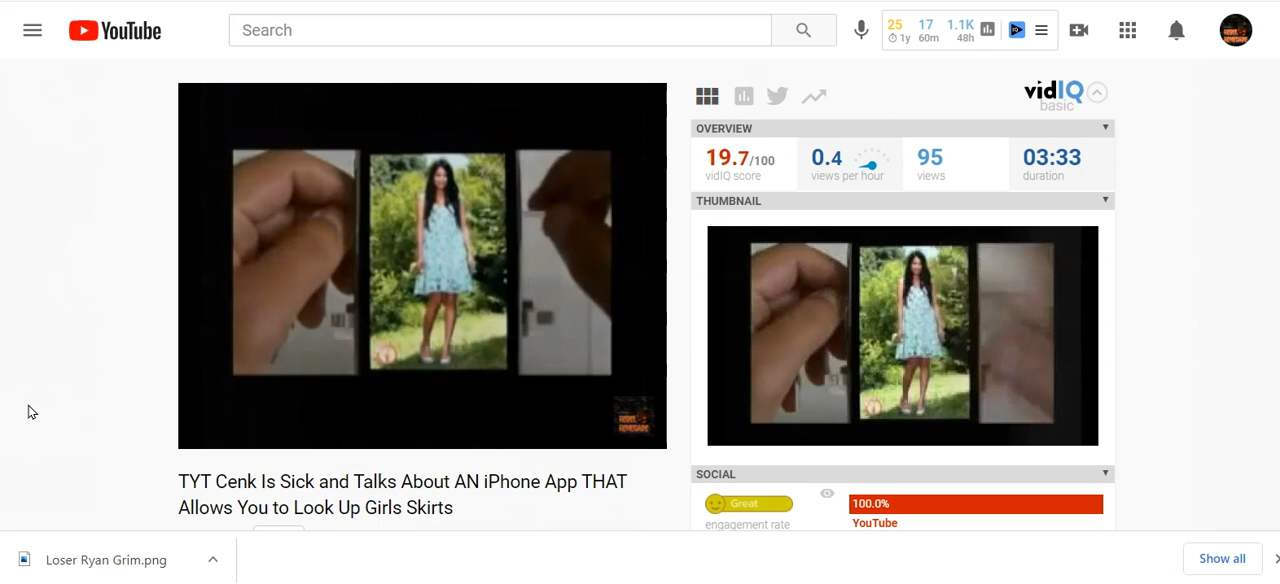 YouTube
Search
25 17 1.1K
1y 60m 48h
vidIQ
basic
OVERVIEW
19.7/100 0.4 95 03:33
vidIQ score views per hour views duration
THUMBNAIL
REBEL
RENEGADE
TYT Cenk Is Sick and Talks About AN iPhone App THAT
Allows You to Look Up Girls Skirts
SOCIAL
Great 100.0%
engagement rate YouTube
Loser Ryan Grim.png
Show all